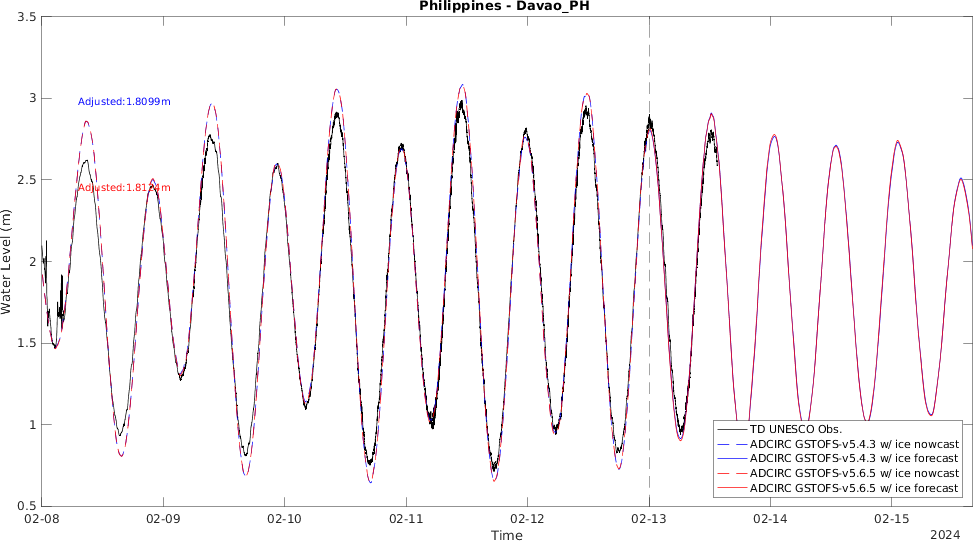 Philippines - Davao_PH
3.5
3
2.5
2
1.5
1
0.5
Water Level (m)
Adjusted:1.8099m
Adjusted:1.8124m
TD UNESCO Obs.
ADCIRC GSTOFS-v5.4.3 w/ ice nowcast
ADCIRC GSTOFS-v5.4.3 w/ ice forecast
ADCIRC GSTOFS-v5.6.5 w/ ice nowcast
ADCIRC GSTOFS-v5.6.5 w/ ice forecast
02-08 02-09 02-10 02-11 02-12 02-13 02-14 02-15
Time
2024